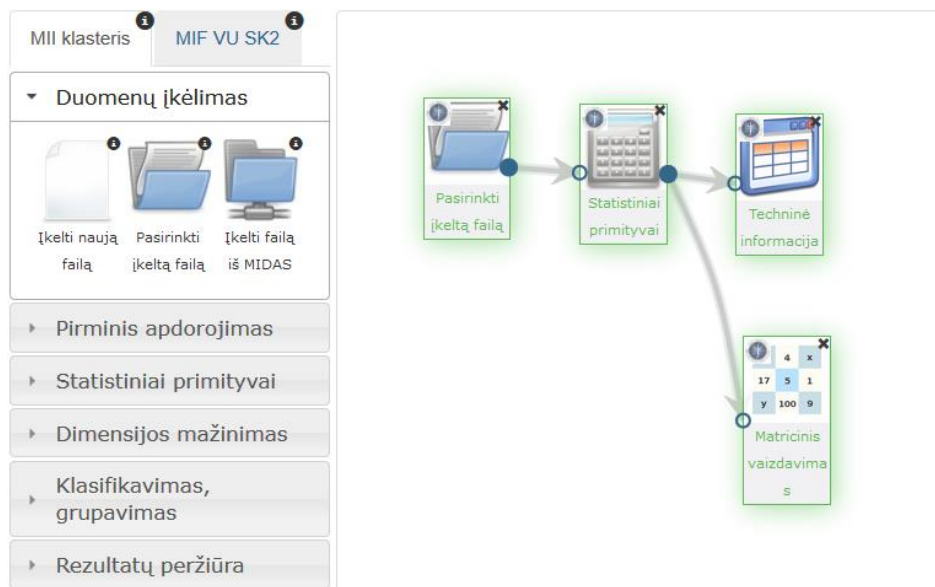 MII klasteris
MIF VU SK2
Duomenų įkėlimas
Įkelti naują
failą
Pasirinkti
įkeltą failą
Įkelti failą
iš MIDAS
Pirminis apdorojimas
Statistiniai primityvai
Dimensijos mažinimas
Klasifikavimas,
grupavimas
Rezultatų peržiūra
Pasirinkti
įkeltą failą
Statistiniai
primityvai
Techninė
informacija
4 x
17 5 1
y 100 9
Matricinis
vaizdavima
s